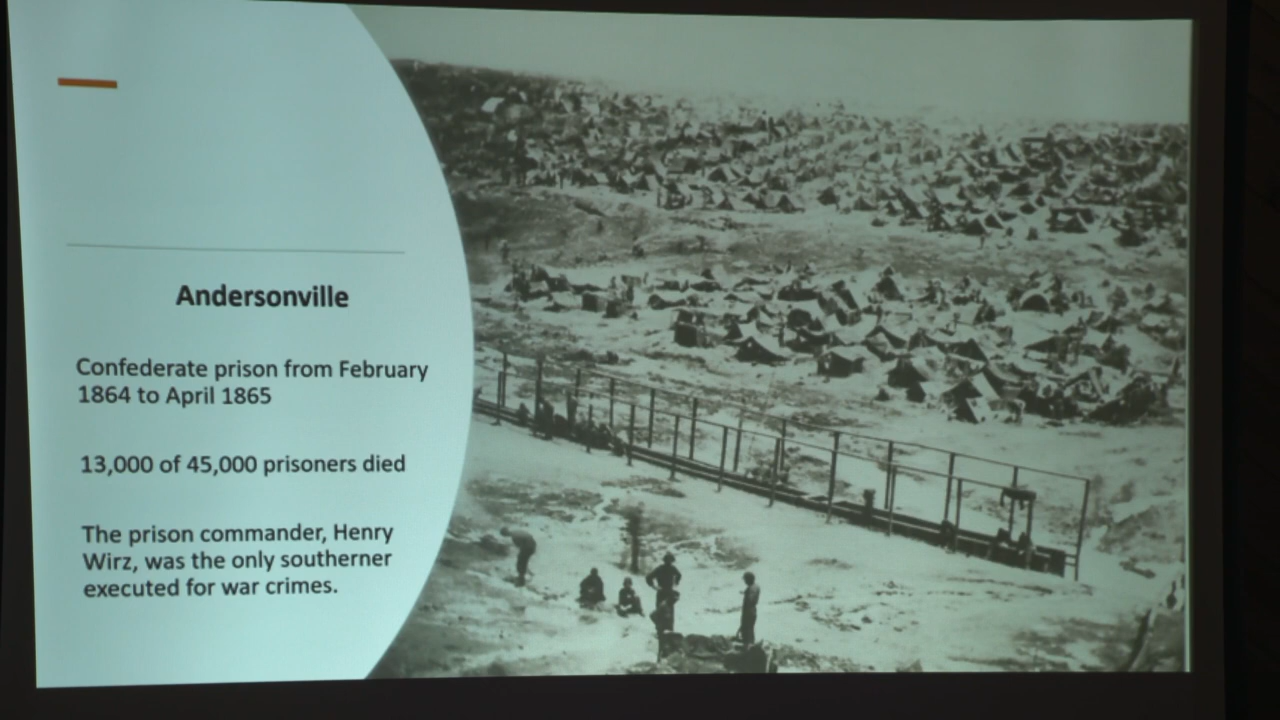 Andersonville
Confederate prison from February
1864 to April 1865
13,000 of 45,000 prisoners died
The prison commander, Henry
Wirz, was the only southerner
executed for war crimes.